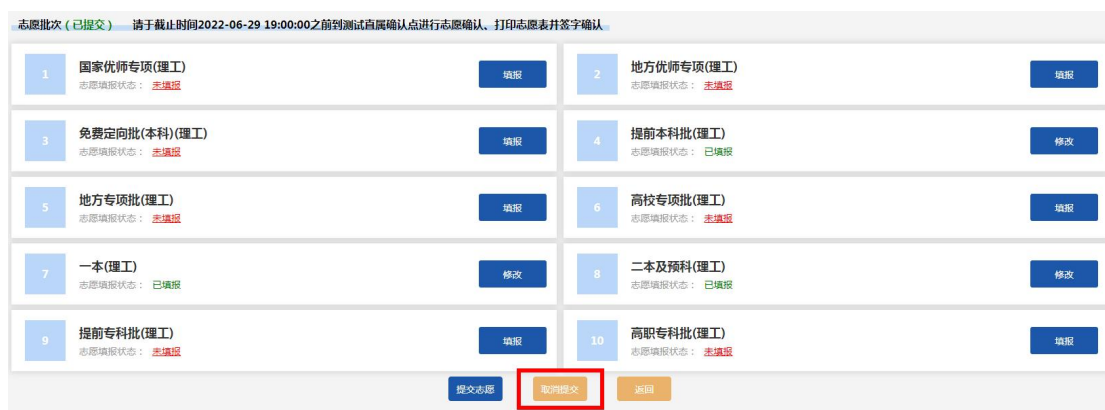 志愿批次（已提交） 请于截止时间2022-06-29 19:00:00之前到测试直属确认点进行志愿确认、打印志愿表并签字确认
1 国家优师专项(理工) 填报
志愿填报状态： 未填报
2 地方优师专项(理工) 填报
志愿填报状态： 未填报
3 免费定向批(本科)(理工) 填报
志愿填报状态： 未填报
4 提前本科批(理工) 修改
志愿填报状态： 已填报
5 地方专项批(理工) 填报
志愿填报状态： 未填报
6 高校专项批(理工) 填报
志愿填报状态： 未填报
7 一本(理工) 修改
志愿填报状态： 已填报
8 二本及预科(理工) 修改
志愿填报状态： 已填报
9 提前专科批(理工) 填报
志愿填报状态： 未填报
10 高职专科批(理工) 填报
志愿填报状态： 未填报
提交志愿 取消提交 返回